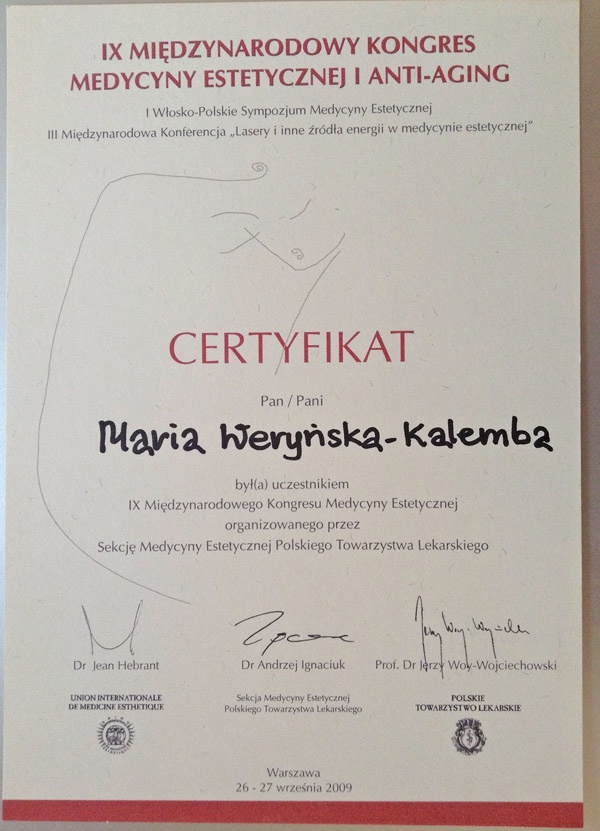 IX MIĘDZYNARODOWY KONGRES
MEDYCYNY ESTETYCZNEJ I ANTI-AGING
I Włosko-Polskie Sympozjum Medycyny Estetycznej
III Międzynarodowa Konferencja „Lasery i inne źródła energii w medycynie estetycznej”
CERTYFIKAT
Pan / Pani
Maria Weryńska-Kalemba
był(a) uczestnikiem
IX Międzynarodowego Kongresu Medycyny Estetycznej
organizowanego przez
Sekcję Medycyny Estetycznej Polskiego Towarzystwa Lekarskiego
Dr Jean Hebrant
Dr Andrzej Ignaciuk
Prof. Dr Jerzy Woy-Wojciechowski
UNION INTERNATIONALE
DE MEDICINE ESTHETIQUE
Sekcja Medycyny Estetycznej
Polskiego Towarzystwa Lekarskiego
POLSKIE
TOWARZYSTWO LEKARSKIE
Warszawa
26 - 27 września 2009